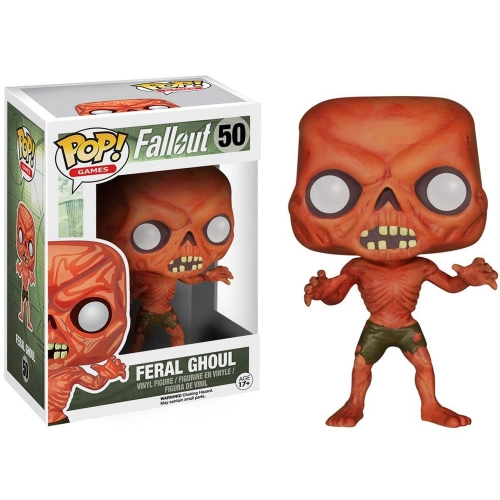 POP!
GAMES
Fallout
50
FERAL GHOUL
50
FERAL GHOUL
VINYL FIGURE / FIGURINE EN VINYLE /
FIGURA DE VINIL
WARNING: Choking Hazard.
May contain small parts.
AGE
17+